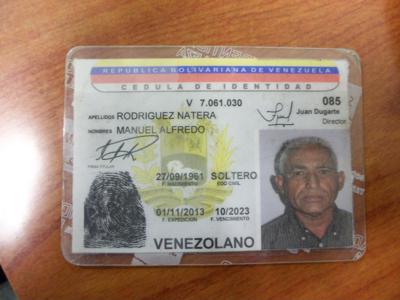 REPUBLICA BOLIVARIANA DE VENEZUELA
CEDULA DE IDENTIDAD
V 7.061.030
085
APELLIDOS RODRIGUEZ NATERA
Juan Dugarte
Director
NOMBRES MANUEL ALFREDO
FIRMA TITULAR
27/09/1961 SOLTERO
F. NACIMIENTO EDO CIVIL
01/11/2013 10/2023
F. EXPEDICION F. VENCIMIENTO
VENEZOLANO